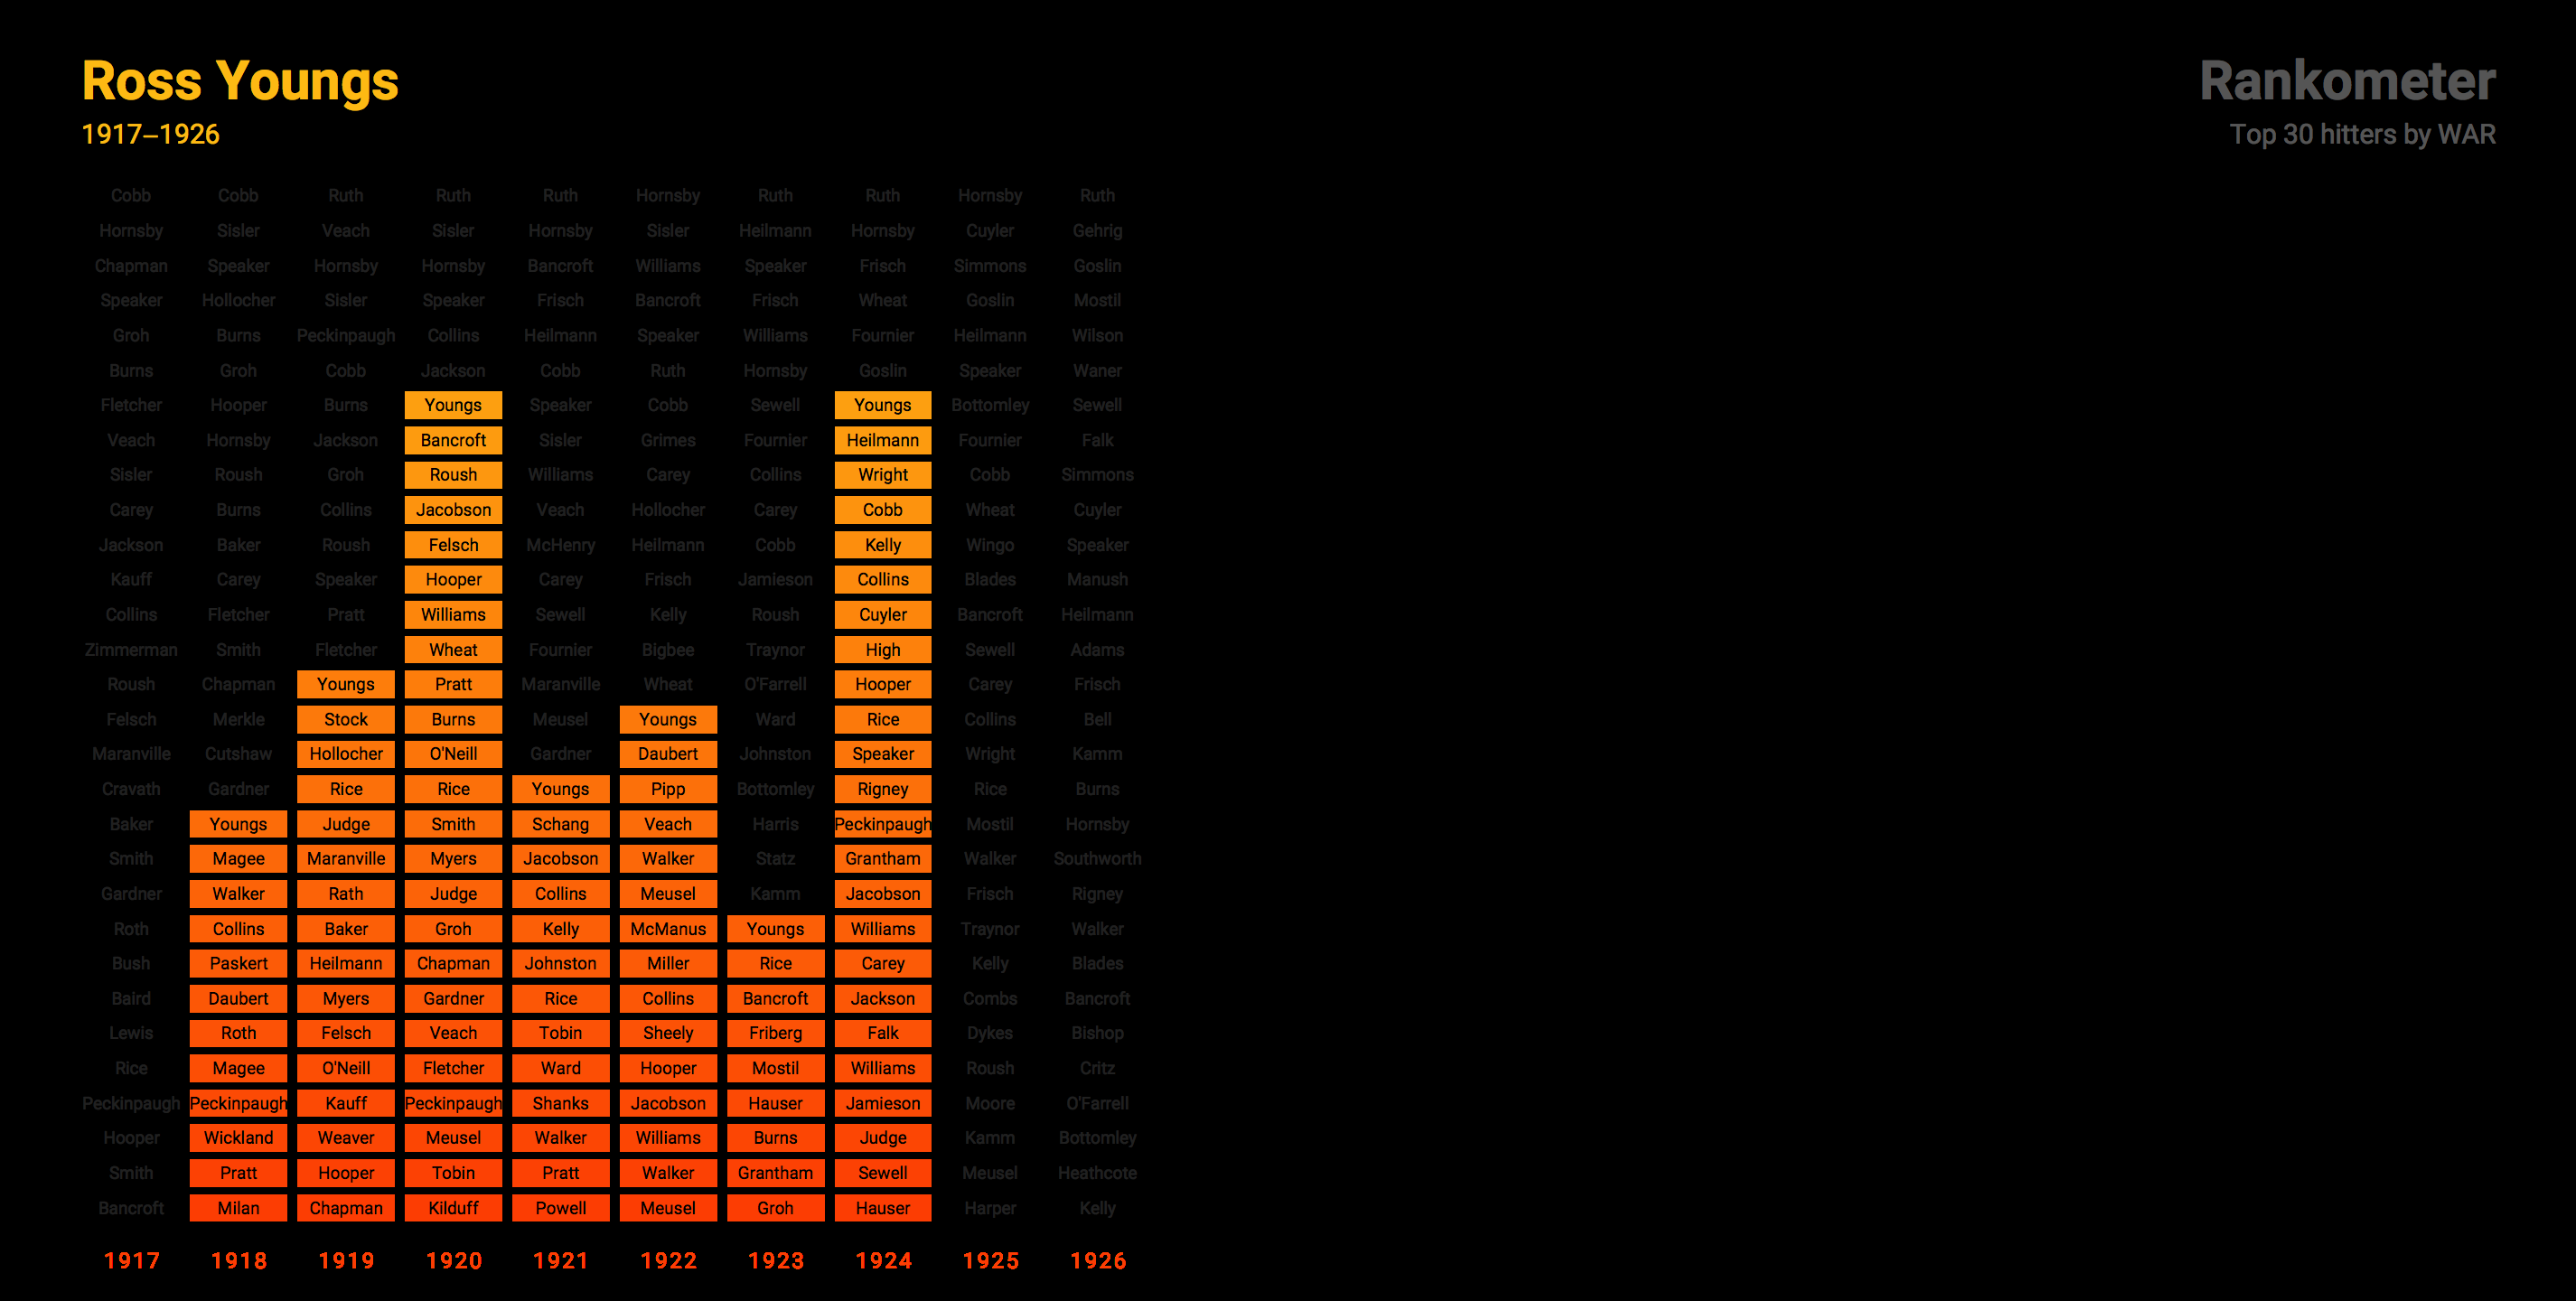 Ross Youngs
1917–1926
Rankometer
Top 30 hitters by WAR
Cobb Cobb Ruth Ruth Ruth Hornsby Ruth Ruth Hornsby Ruth
Hornsby Sisler Veach Sisler Hornsby Sisler Heilmann Hornsby Cuyler Gehrig
Chapman Speaker Hornsby Hornsby Bancroft Williams Speaker Frisch Simmons Goslin
Speaker Hollocher Sisler Speaker Frisch Bancroft Frisch Wheat Goslin Mostil
Groh Burns Peckinpaugh Collins Heilmann Speaker Williams Fournier Heilmann Wilson
Burns Groh Cobb Jackson Cobb Ruth Hornsby Goslin Speaker Waner
Fletcher Hooper Burns Youngs Speaker Cobb Sewell Youngs Bottomley Sewell
Veach Hornsby Jackson Bancroft Sisler Grimes Fournier Heilmann Fournier Falk
Sisler Roush Groh Roush Williams Carey Collins Wright Cobb Simmons
Carey Burns Collins Jacobson Veach Hollocher Carey Cobb Wheat Cuyler
Jackson Baker Roush Felsch McHenry Heilmann Cobb Kelly Wingo Speaker
Kauff Carey Speaker Hooper Carey Frisch Jamieson Collins Blades Manush
Collins Fletcher Pratt Williams Sewell Kelly Roush Cuyler Bancroft Heilmann
Zimmerman Smith Fletcher Wheat Fournier Bigbee Traynor High Sewell Adams
Roush Chapman Youngs Pratt Maranville Wheat O'Farrell Hooper Carey Frisch
Felsch Merkle Stock Burns Meusel Youngs Ward Rice Collins Bell
Maranville Cutshaw Hollocher O'Neill Gardner Daubert Johnston Speaker Wright Kamm
Cravath Gardner Rice Rice Youngs Pipp Bottomley Rigney Rice Burns
Baker Youngs Judge Smith Schang Veach Harris Peckinpaugh Mostil Hornsby
Smith Magee Maranville Myers Jacobson Walker Statz Grantham Walker Southworth
Gardner Walker Rath Judge Collins Meusel Kamm Jacobson Frisch Rigney
Roth Collins Baker Groh Kelly McManus Youngs Williams Traynor Walker
Bush Paskert Heilmann Chapman Johnston Miller Rice Carey Kelly Blades
Baird Daubert Myers Gardner Rice Collins Bancroft Jackson Combs Bancroft
Lewis Roth Felsch Veach Tobin Sheely Friberg Falk Dykes Bishop
Rice Magee O'Neill Fletcher Ward Hooper Mostil Williams Roush Critz
Peckinpaugh Peckinpaugh Kauff Peckinpaugh Shanks Jacobson Hauser Jamieson Moore O'Farrell
Hooper Wickland Weaver Meusel Walker Williams Burns Judge Kamm Bottomley
Smith Pratt Hooper Tobin Pratt Walker Grantham Sewell Meusel Heathcote
Bancroft Milan Chapman Kilduff Powell Meusel Groh Hauser Harper Kelly
1917 1918 1919 1920 1921 1922 1923 1924 1925 1926